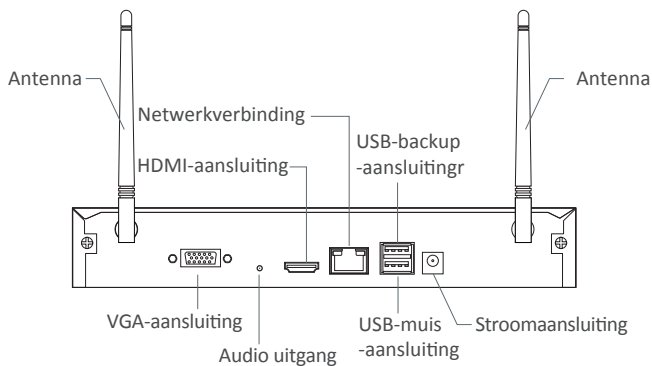 Antenna
Antenna
Netwerkverbinding
USB-backup
-aansluitingr
HDMI-aansluiting
VGA-aansluiting
Audio uitgang
USB-muis
-aansluiting
Stroomaansluiting